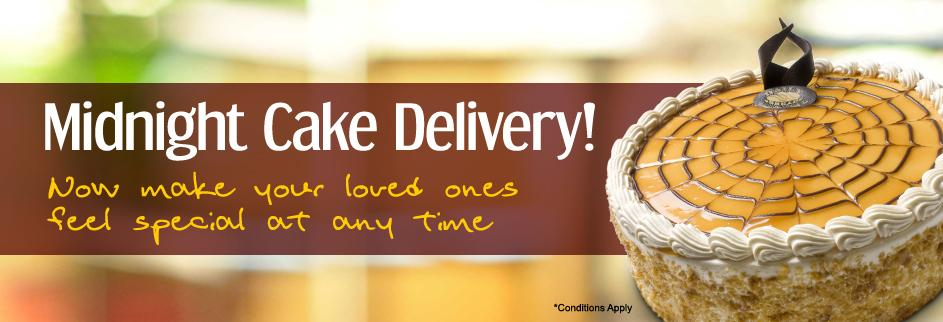 Midnight Cake Delivery!
Now make your loved ones
feel special at any time
*Conditions Apply